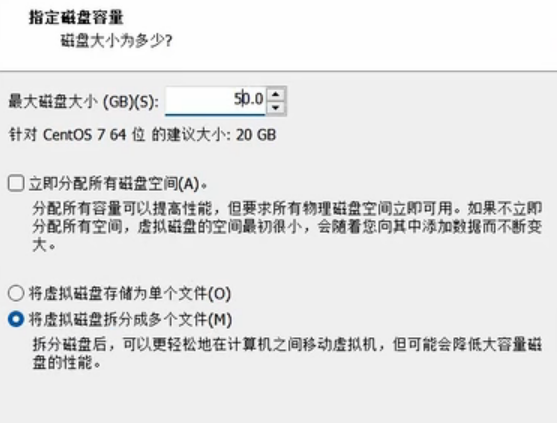 指定磁盘容量
磁盘大小为多少?
最大磁盘大小 (GB)(S): 50.0
针对 CentOS 7 64 位 的建议大小: 20 GB
立即分配所有磁盘空间(A)。
分配所有容量可以提高性能，但要求所有物理磁盘空间立即可用。如果不立即
分配所有空间，虚拟磁盘的空间最初很小，会随着您向其中添加数据而不断变
大。
将虚拟磁盘存储为单个文件(O)
将虚拟磁盘拆分成多个文件(M)
拆分磁盘后，可以更轻松地在计算机之间移动虚拟机，但可能会降低大容量磁
盘的性能。